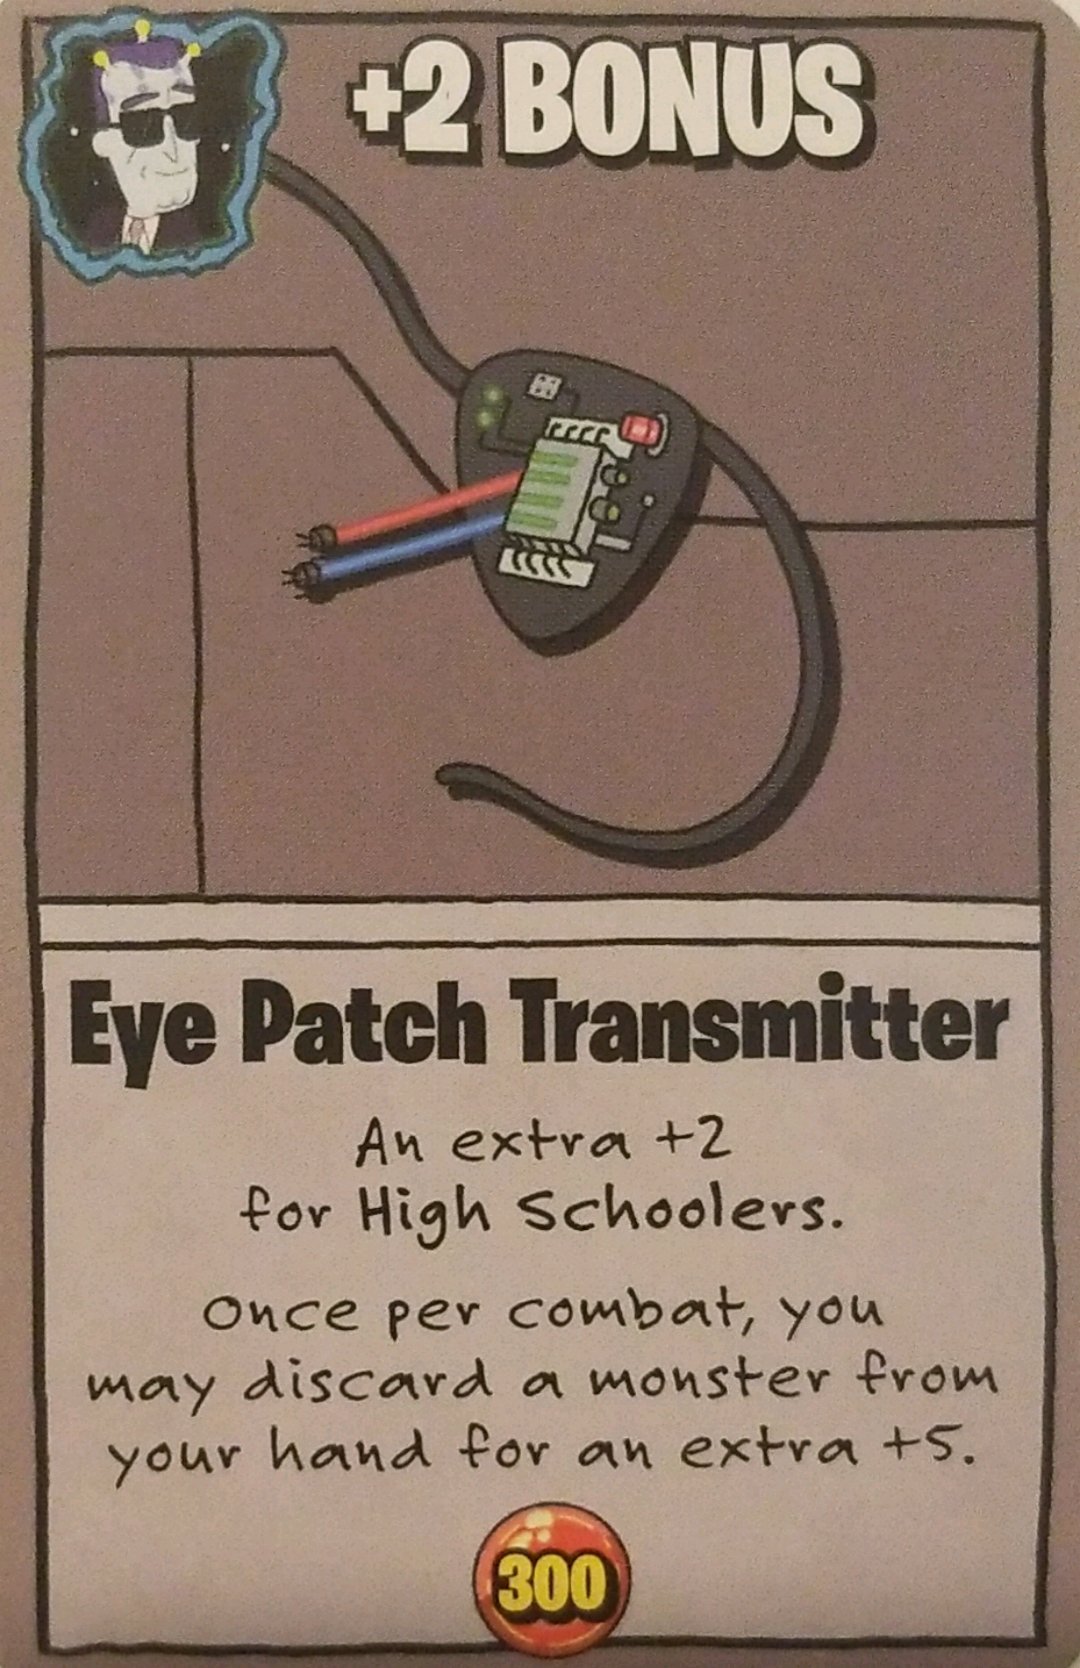 +2 BONUS
Eye Patch Transmitter
An extra +2
for High Schoolers.
Once per combat, you
may discard a monster from
your hand for an extra +5.
300